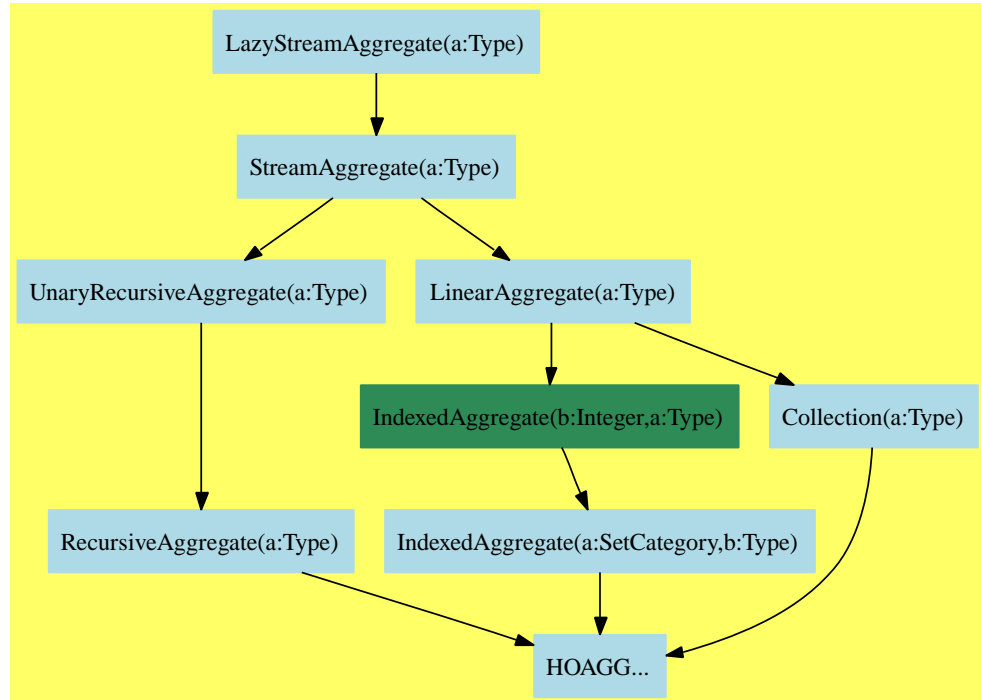 LazyStreamAggregate(a:Type)
StreamAggregate(a:Type)
UnaryRecursiveAggregate(a:Type)
LinearAggregate(a:Type)
IndexedAggregate(b:Integer,a:Type)
Collection(a:Type)
RecursiveAggregate(a:Type)
IndexedAggregate(a:SetCategory,b:Type)
HOAGG...